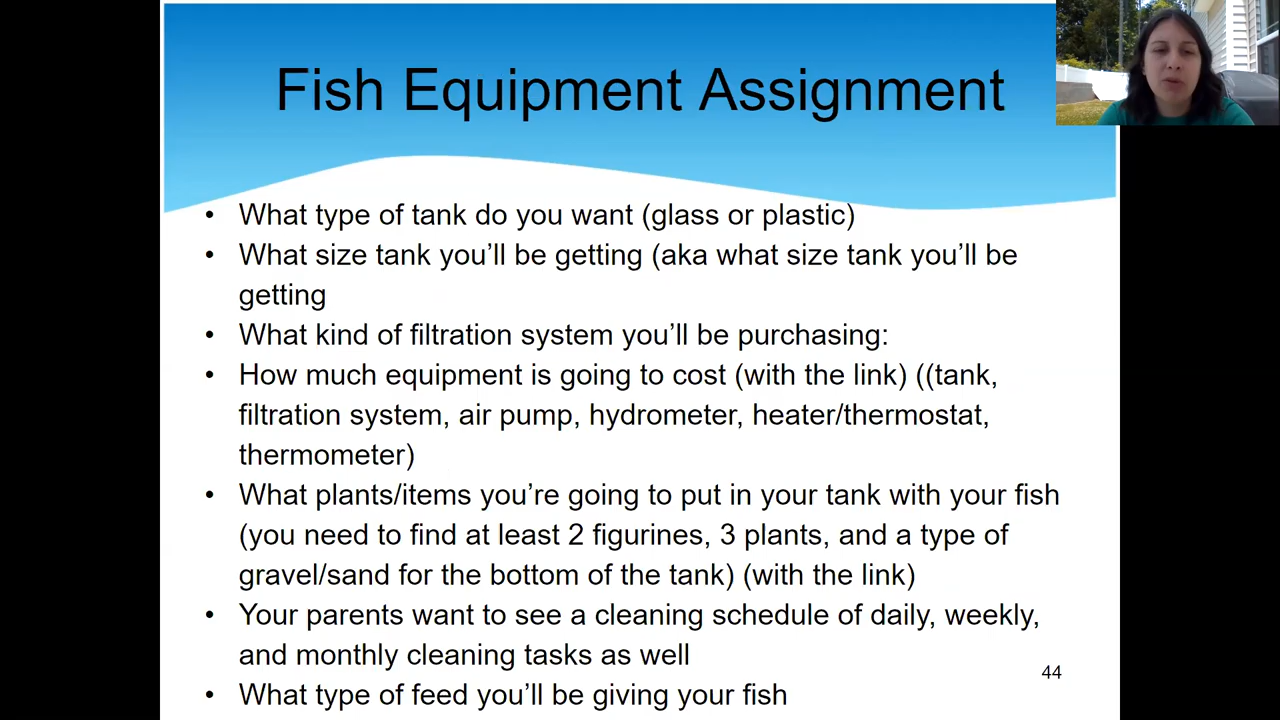 Fish Equipment Assignment
• What type of tank do you want (glass or plastic)
• What size tank you’ll be getting (aka what size tank you’ll be
getting
• What kind of filtration system you’ll be purchasing:
• How much equipment is going to cost (with the link) ((tank,
filtration system, air pump, hydrometer, heater/thermostat,
thermometer)
• What plants/items you’re going to put in your tank with your fish
(you need to find at least 2 figurines, 3 plants, and a type of
gravel/sand for the bottom of the tank) (with the link)
• Your parents want to see a cleaning schedule of daily, weekly,
and monthly cleaning tasks as well
44
• What type of feed you’ll be giving your fish